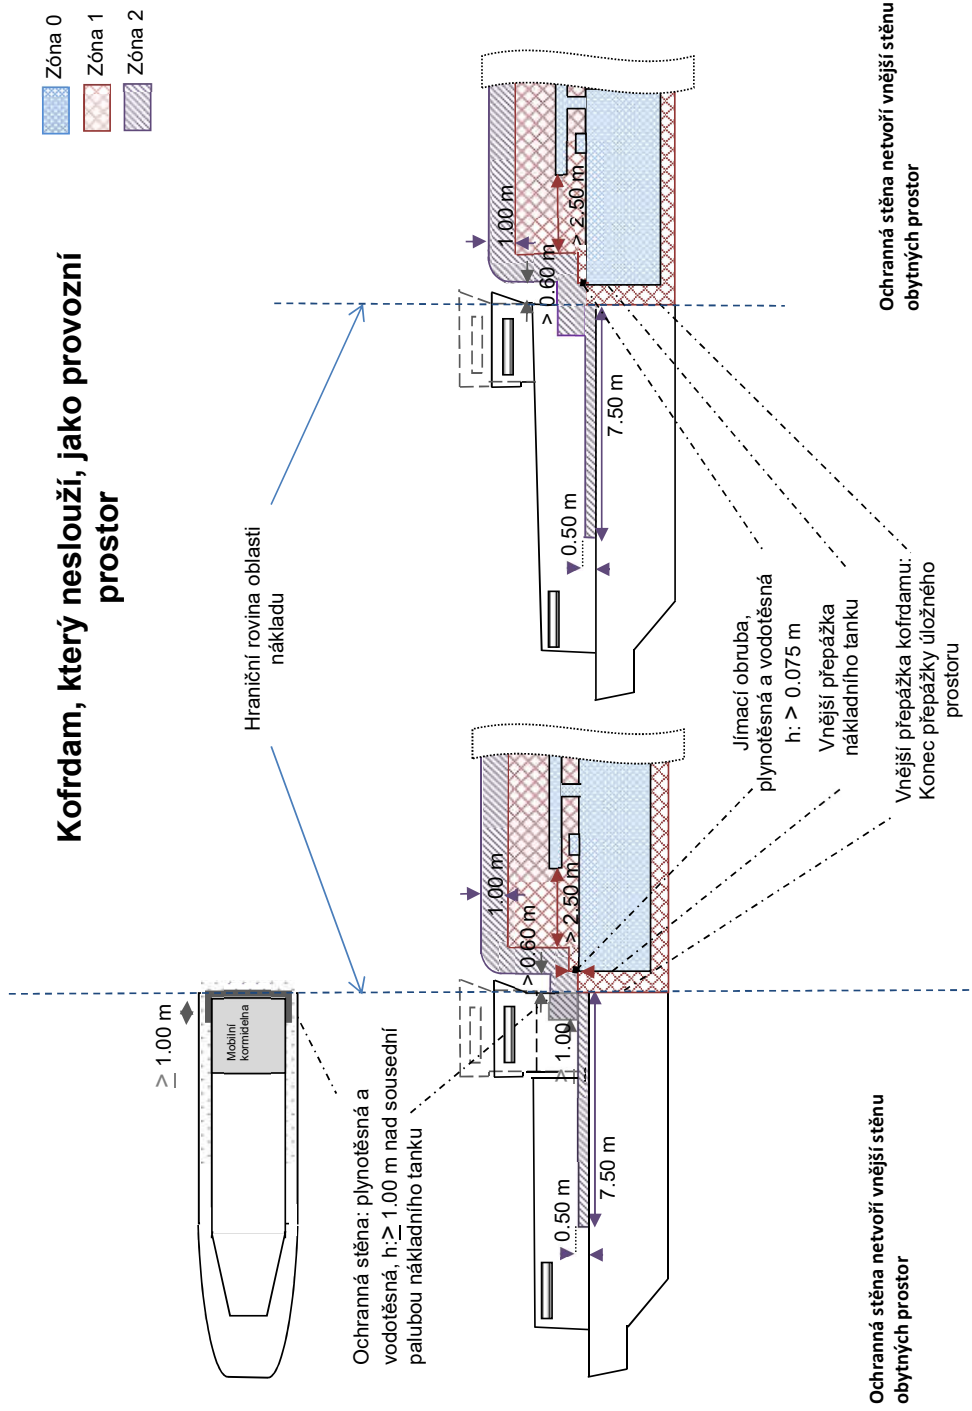 Kofrdam, který neslouží, jako provozní
prostor
Zóna 0
Zóna 1
Zóna 2
Hraniční rovina oblasti
nákladu
> 1.00 m
Mobilní
kormidelna
Ochranná stěna: plynotěsná a
vodotěsná, h:> 1.00 m nad sousední
palubou nákladního tanku
1.00 m
> 0.60 m
> 2.50 m
> 1.00
0.50 m
7.50 m
1.00 m
> 0.60 m
> 2.50 m
0.50 m
7.50 m
Jímací obruba,
plynotěsná a vodotěsná
h: > 0.075 m
Vnější přepážka
nákladního tanku
Vnější přepážka kofrdamu:
Konec přepážky úložného
prostoru
Ochranná stěna netvoří vnější stěnu
obytných prostor
Ochranná stěna netvoří vnější stěnu
obytných prostor